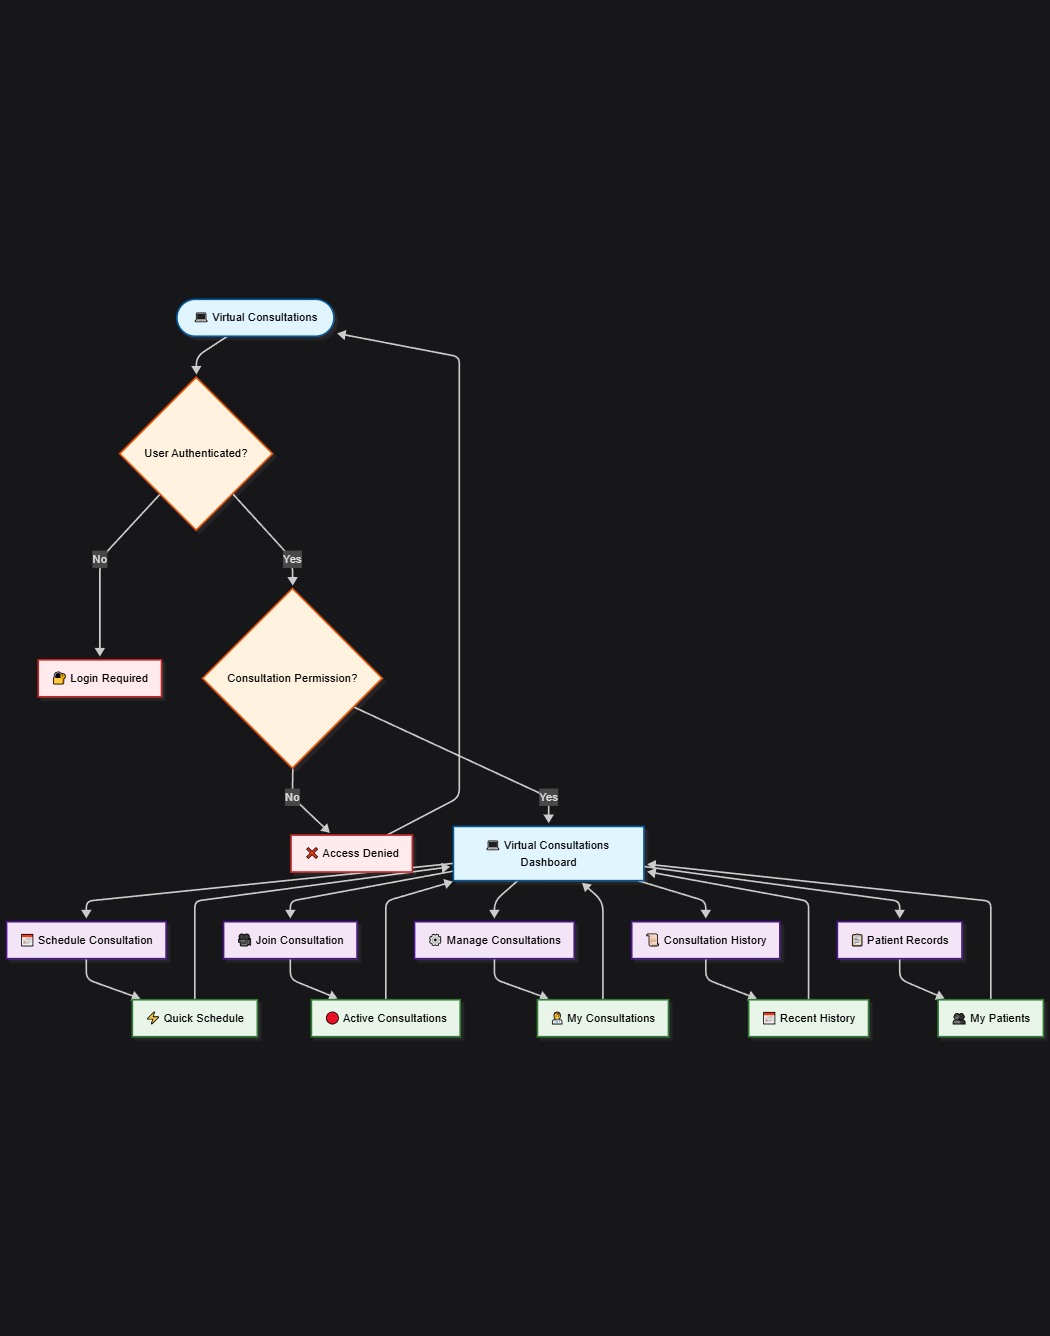 Virtual Consultations
User Authenticated?
No
Yes
Login Required
Consultation Permission?
No
Yes
Access Denied
Virtual Consultations
Dashboard
Schedule Consultation
Join Consultation
Manage Consultations
Consultation History
Patient Records
Quick Schedule
Active Consultations
My Consultations
Recent History
My Patients